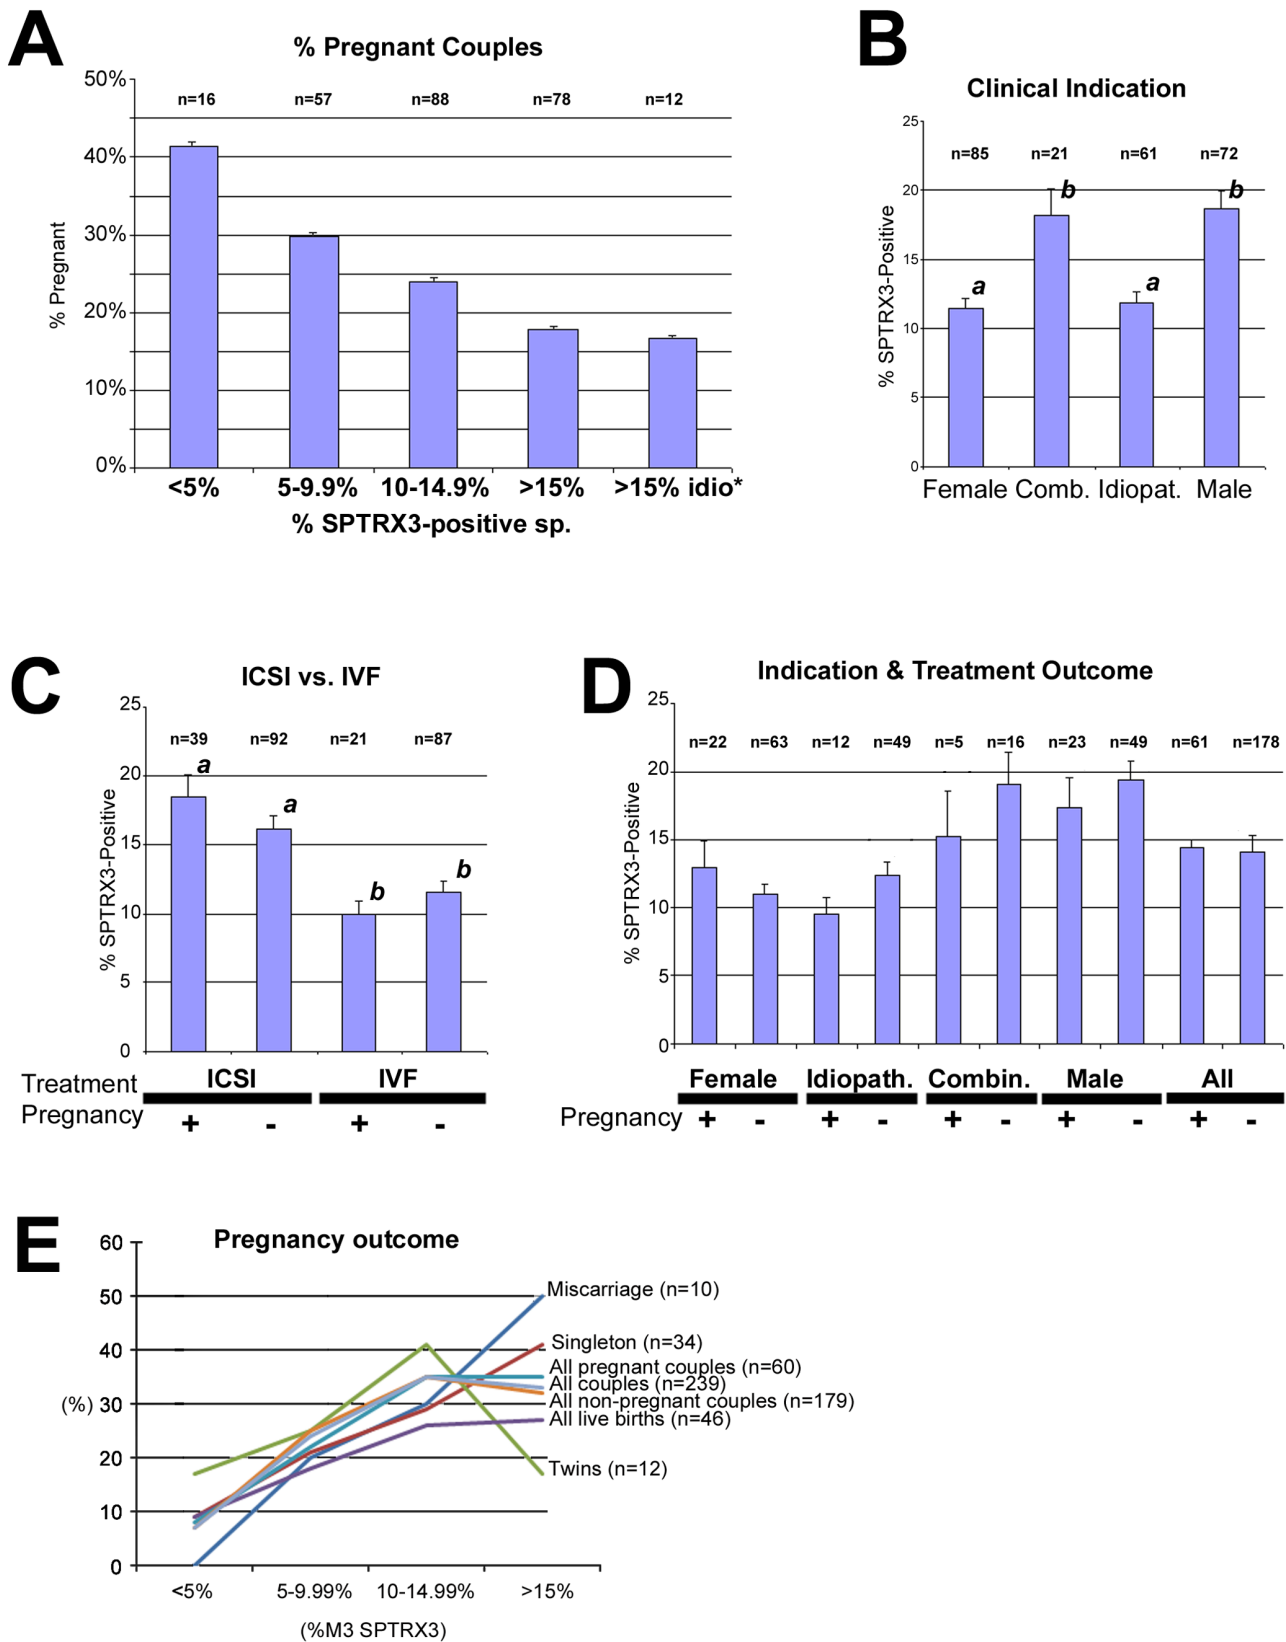 A
% Pregnant Couples
50%
40%
30%
20%
10%
0%
% Pregnant
n=16 n=57 n=88 n=78 n=12
<5% 5-9.9% 10-14.9% >15% >15% idio*
% SPTRX3-positive sp.
B
Clinical Indication
25
20
15
10
5
0
% SPTRX3-Positive
n=85 n=21 n=61 n=72
a b a b
Female Comb. Idiopat. Male
C
ICSI vs. IVF
25
20
15
10
5
0
% SPTRX3-Positive
n=39 n=92 n=21 n=87
a a b b
Treatment ICSI IVF
Pregnancy + - + -
D
Indication & Treatment Outcome
25
20
15
10
5
0
% SPTRX3-Positive
n=22 n=63 n=12 n=49 n=5 n=16 n=23 n=49 n=61 n=178
Female Idiopath. Combin. Male All
Pregnancy + - + - + - + - + -
E
Pregnancy outcome
60
50
40
30
20
10
0
(%)
Miscarriage (n=10)
Singleton (n=34)
All pregnant couples (n=60)
All couples (n=239)
All non-pregnant couples (n=179)
All live births (n=46)
Twins (n=12)
<5% 5-9.99% 10-14.99% >15%
(%M3 SPTRX3)